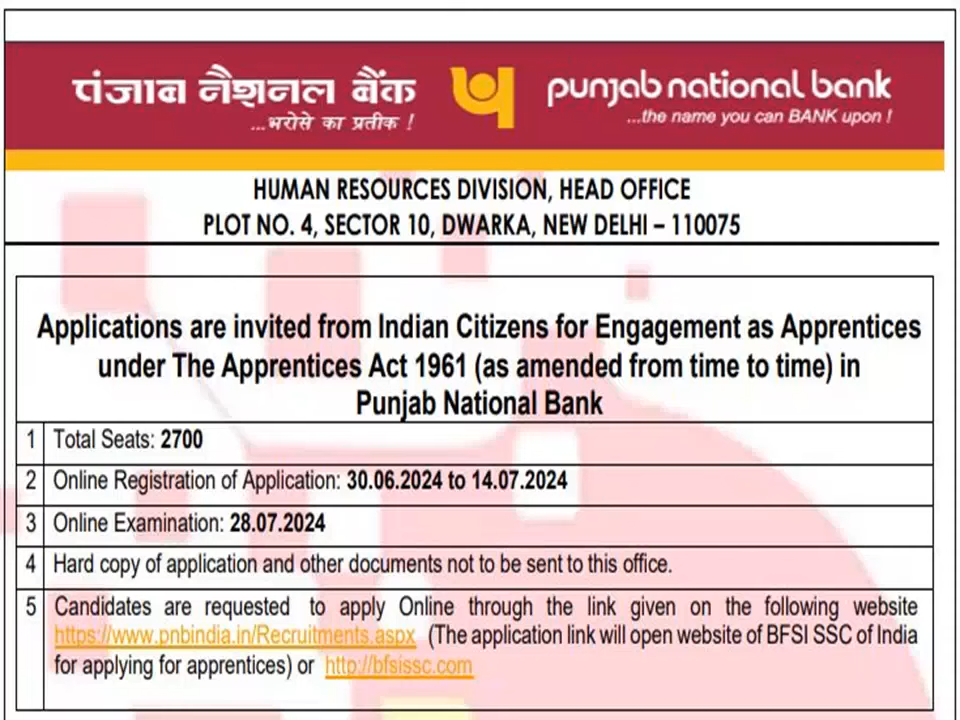 पंजाब नैशनल बैंक
...भरोसे का प्रतीक !
punjab national bank
...the name you can BANK upon !
HUMAN RESOURCES DIVISION, HEAD OFFICE
PLOT NO. 4, SECTOR 10, DWARKA, NEW DELHI – 110075
Applications are invited from Indian Citizens for Engagement as Apprentices
under The Apprentices Act 1961 (as amended from time to time) in
Punjab National Bank
1 Total Seats: 2700
2 Online Registration of Application: 30.06.2024 to 14.07.2024
3 Online Examination: 28.07.2024
4 Hard copy of application and other documents not to be sent to this office.
5 Candidates are requested to apply Online through the link given on the following website
https://www.pnbindia.in/Recruitments.aspx (The application link will open website of BFSI SSC of India
for applying for apprentices) or http://bfsissc.com